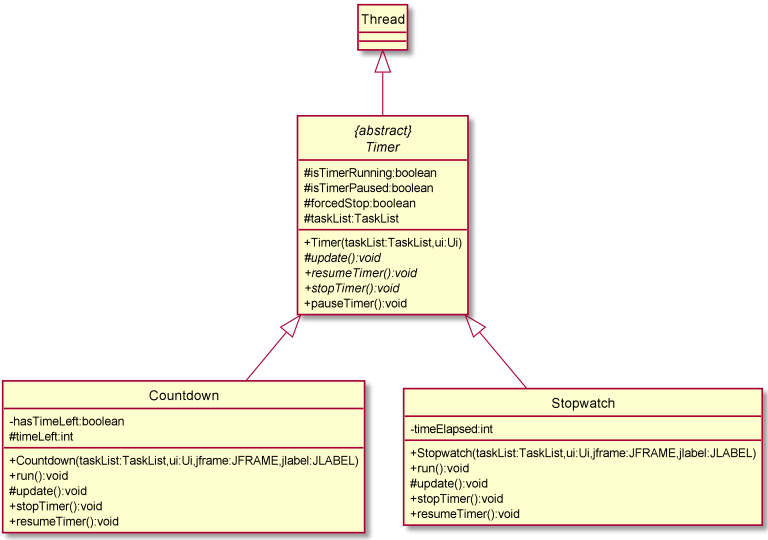 Thread
{abstract}
Timer
#isTimerRunning:boolean
#isTimerPaused:boolean
#forcedStop:boolean
#taskList:TaskList
+Timer(taskList:TaskList,ui:Ui)
#update():void
+resumeTimer():void
+stopTimer():void
+pauseTimer():void
Countdown
-hasTimeLeft:boolean
#timeLeft:int
+Countdown(taskList:TaskList,ui:Ui,jframe:JFRAME,jlabel:JLABEL)
+run():void
#update():void
+stopTimer():void
+resumeTimer():void
Stopwatch
-timeElapsed:int
+Stopwatch(taskList:TaskList,ui:Ui,jframe:JFRAME,jlabel:JLABEL)
+run():void
#update():void
+stopTimer():void
+resumeTimer():void